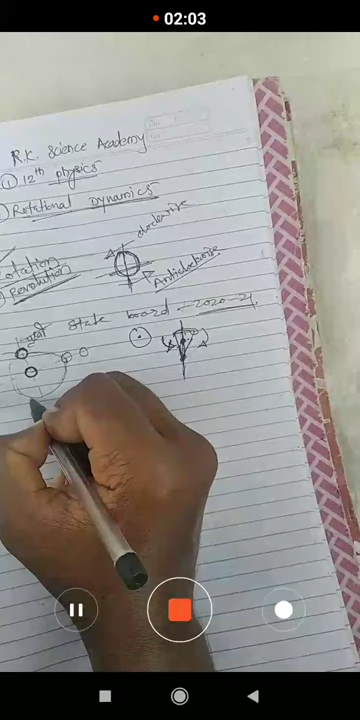 02:03
R.K. Science Academy
① 12th physics
Rotational Dynamics
clockwise
Rotation
Anticlockwise
Revolution
State board - 2020-21.